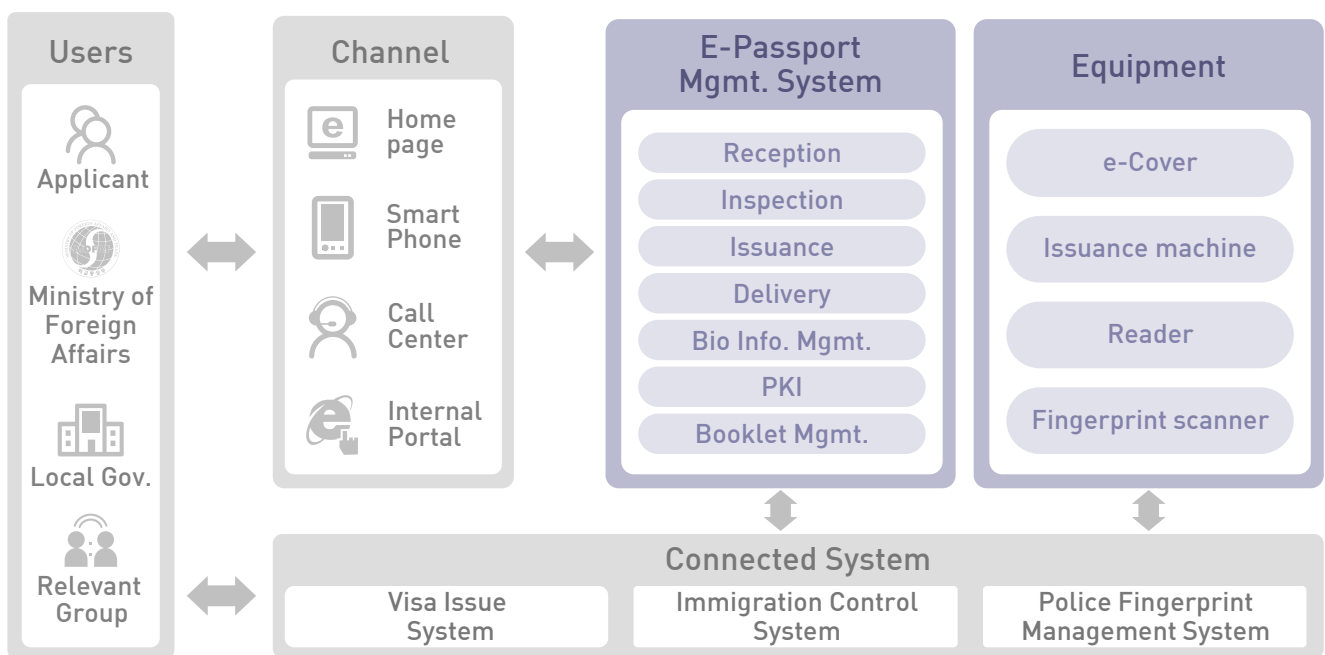 Users
Applicant
Ministry of
Foreign
Affairs
Local Gov.
Relevant
Group
Channel
e
Home
page
Smart
Phone
Call
Center
Internal
Portal
E-Passport
Mgmt. System
Reception
Inspection
Issuance
Delivery
Bio Info. Mgmt.
PKI
Booklet Mgmt.
Equipment
e-Cover
Issuance machine
Reader
Fingerprint scanner
Connected System
Visa Issue
System
Immigration Control
System
Police Fingerprint
Management System